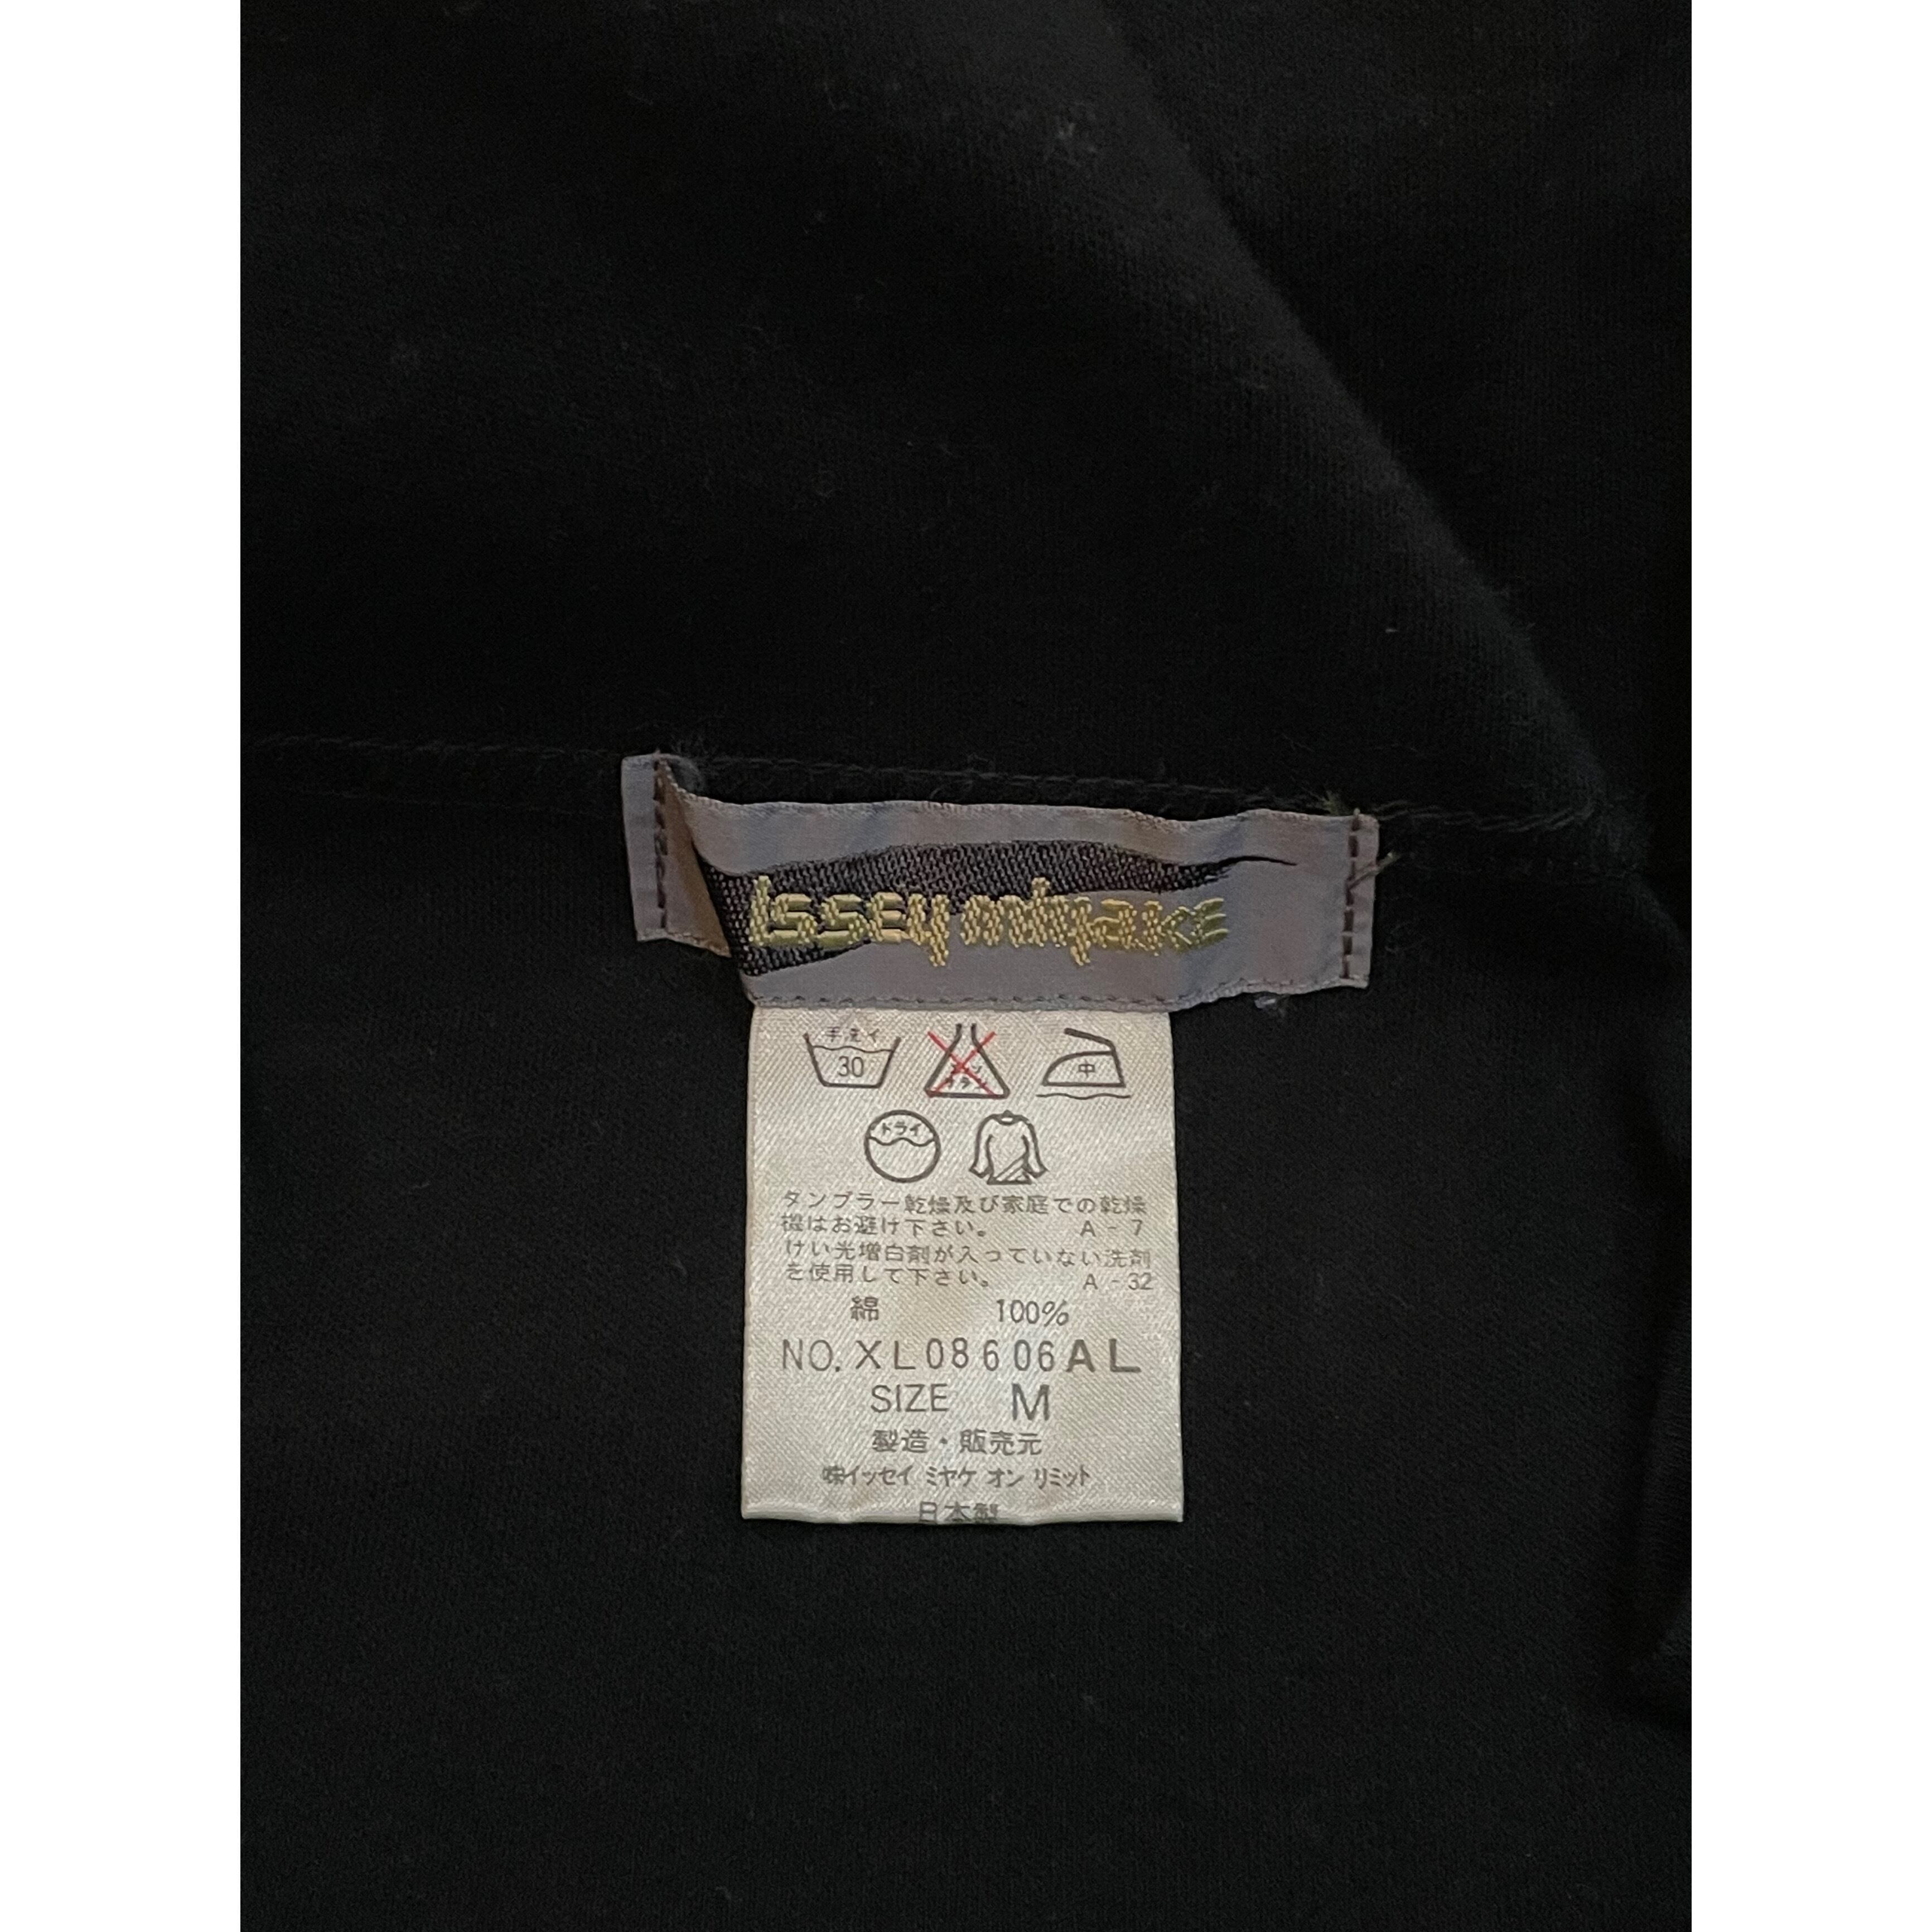 Issey miyake
手洗イ
30
中
ドライ
タンブラー乾燥及び家庭での乾燥
機はお避け下さい。 A-7
けい光増白剤が入っていない洗剤
を使用して下さい。 A-32
綿 100%
NO. XL08606AL
SIZE M
製造・販売元
㈱イッセイ ミヤケ オン リミット
日本製